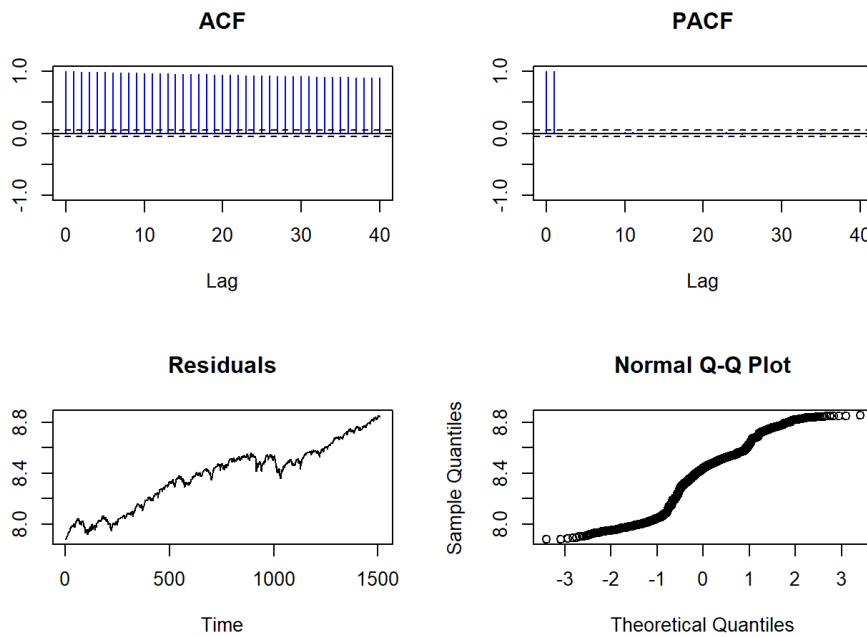 ACF
1.0
0.0
-1.0
0 10 20 30 40
Lag
PACF
1.0
0.0
-1.0
0 10 20 30 40
Lag
Residuals
8.8
8.4
8.0
0 500 1000 1500
Time
Normal Q-Q Plot
Sample Quantiles
8.8
8.4
8.0
-3 -2 -1 0 1 2 3
Theoretical Quantiles